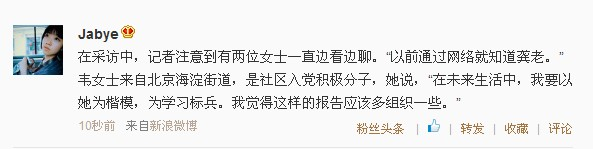 Jabye
在采访中，记者注意到有两位女士一直边看边聊。“以前通过网络就知道龚老。”
韦女士来自北京海淀街道，是社区入党积极分子，她说，“在未来生活中，我要以
她为楷模，为学习标兵。我觉得这样的报告应该多组织一些。”
10秒前 来自新浪微博 粉丝头条 | | 转发 | 收藏 | 评论